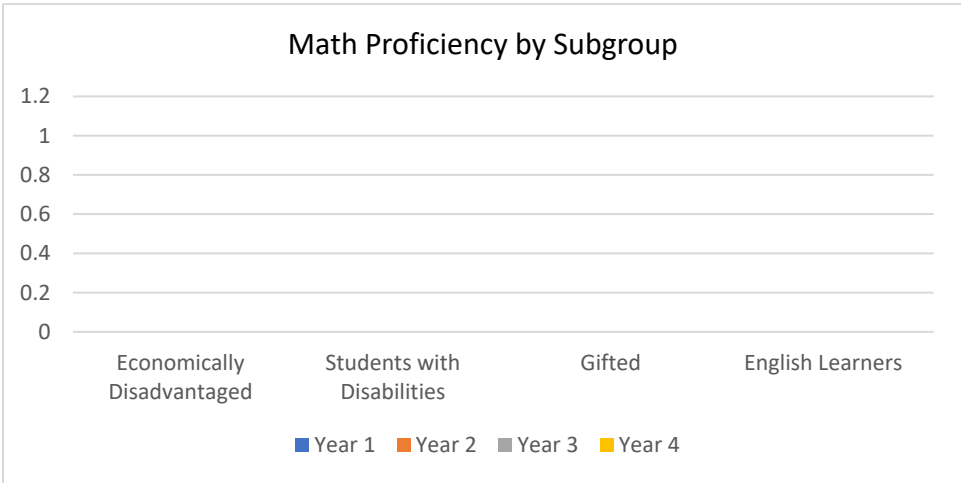 Math Proficiency by Subgroup
1.2
1
0.8
0.6
0.4
0.2
0
Economically Disadvantaged
Students with Disabilities
Gifted
English Learners
Year 1 Year 2 Year 3 Year 4